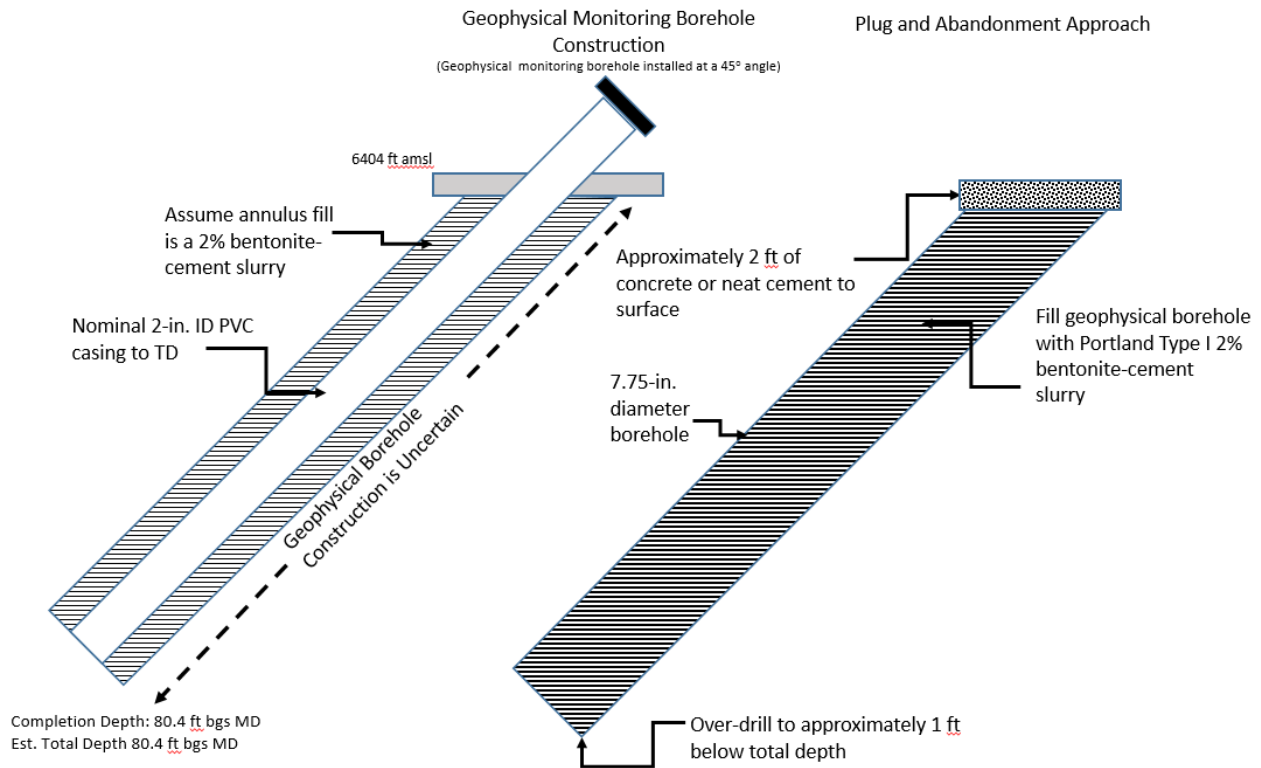 Geophysical Monitoring Borehole
Construction
(Geophysical monitoring borehole installed at a 45° angle)
6404 ft amsl
Assume annulus fill
is a 2% bentonite-
cement slurry
Nominal 2-in. ID PVC
casing to TD
Geophysical Borehole
Construction is Uncertain
Completion Depth: 80.4 ft bgs MD
Est. Total Depth 80.4 ft bgs MD
Plug and Abandonment Approach
Approximately 2 ft of
concrete or neat cement to
surface
Fill geophysical borehole
with Portland Type I 2%
bentonite-cement
slurry
7.75-in.
diameter
borehole
Over-drill to approximately 1 ft
below total depth